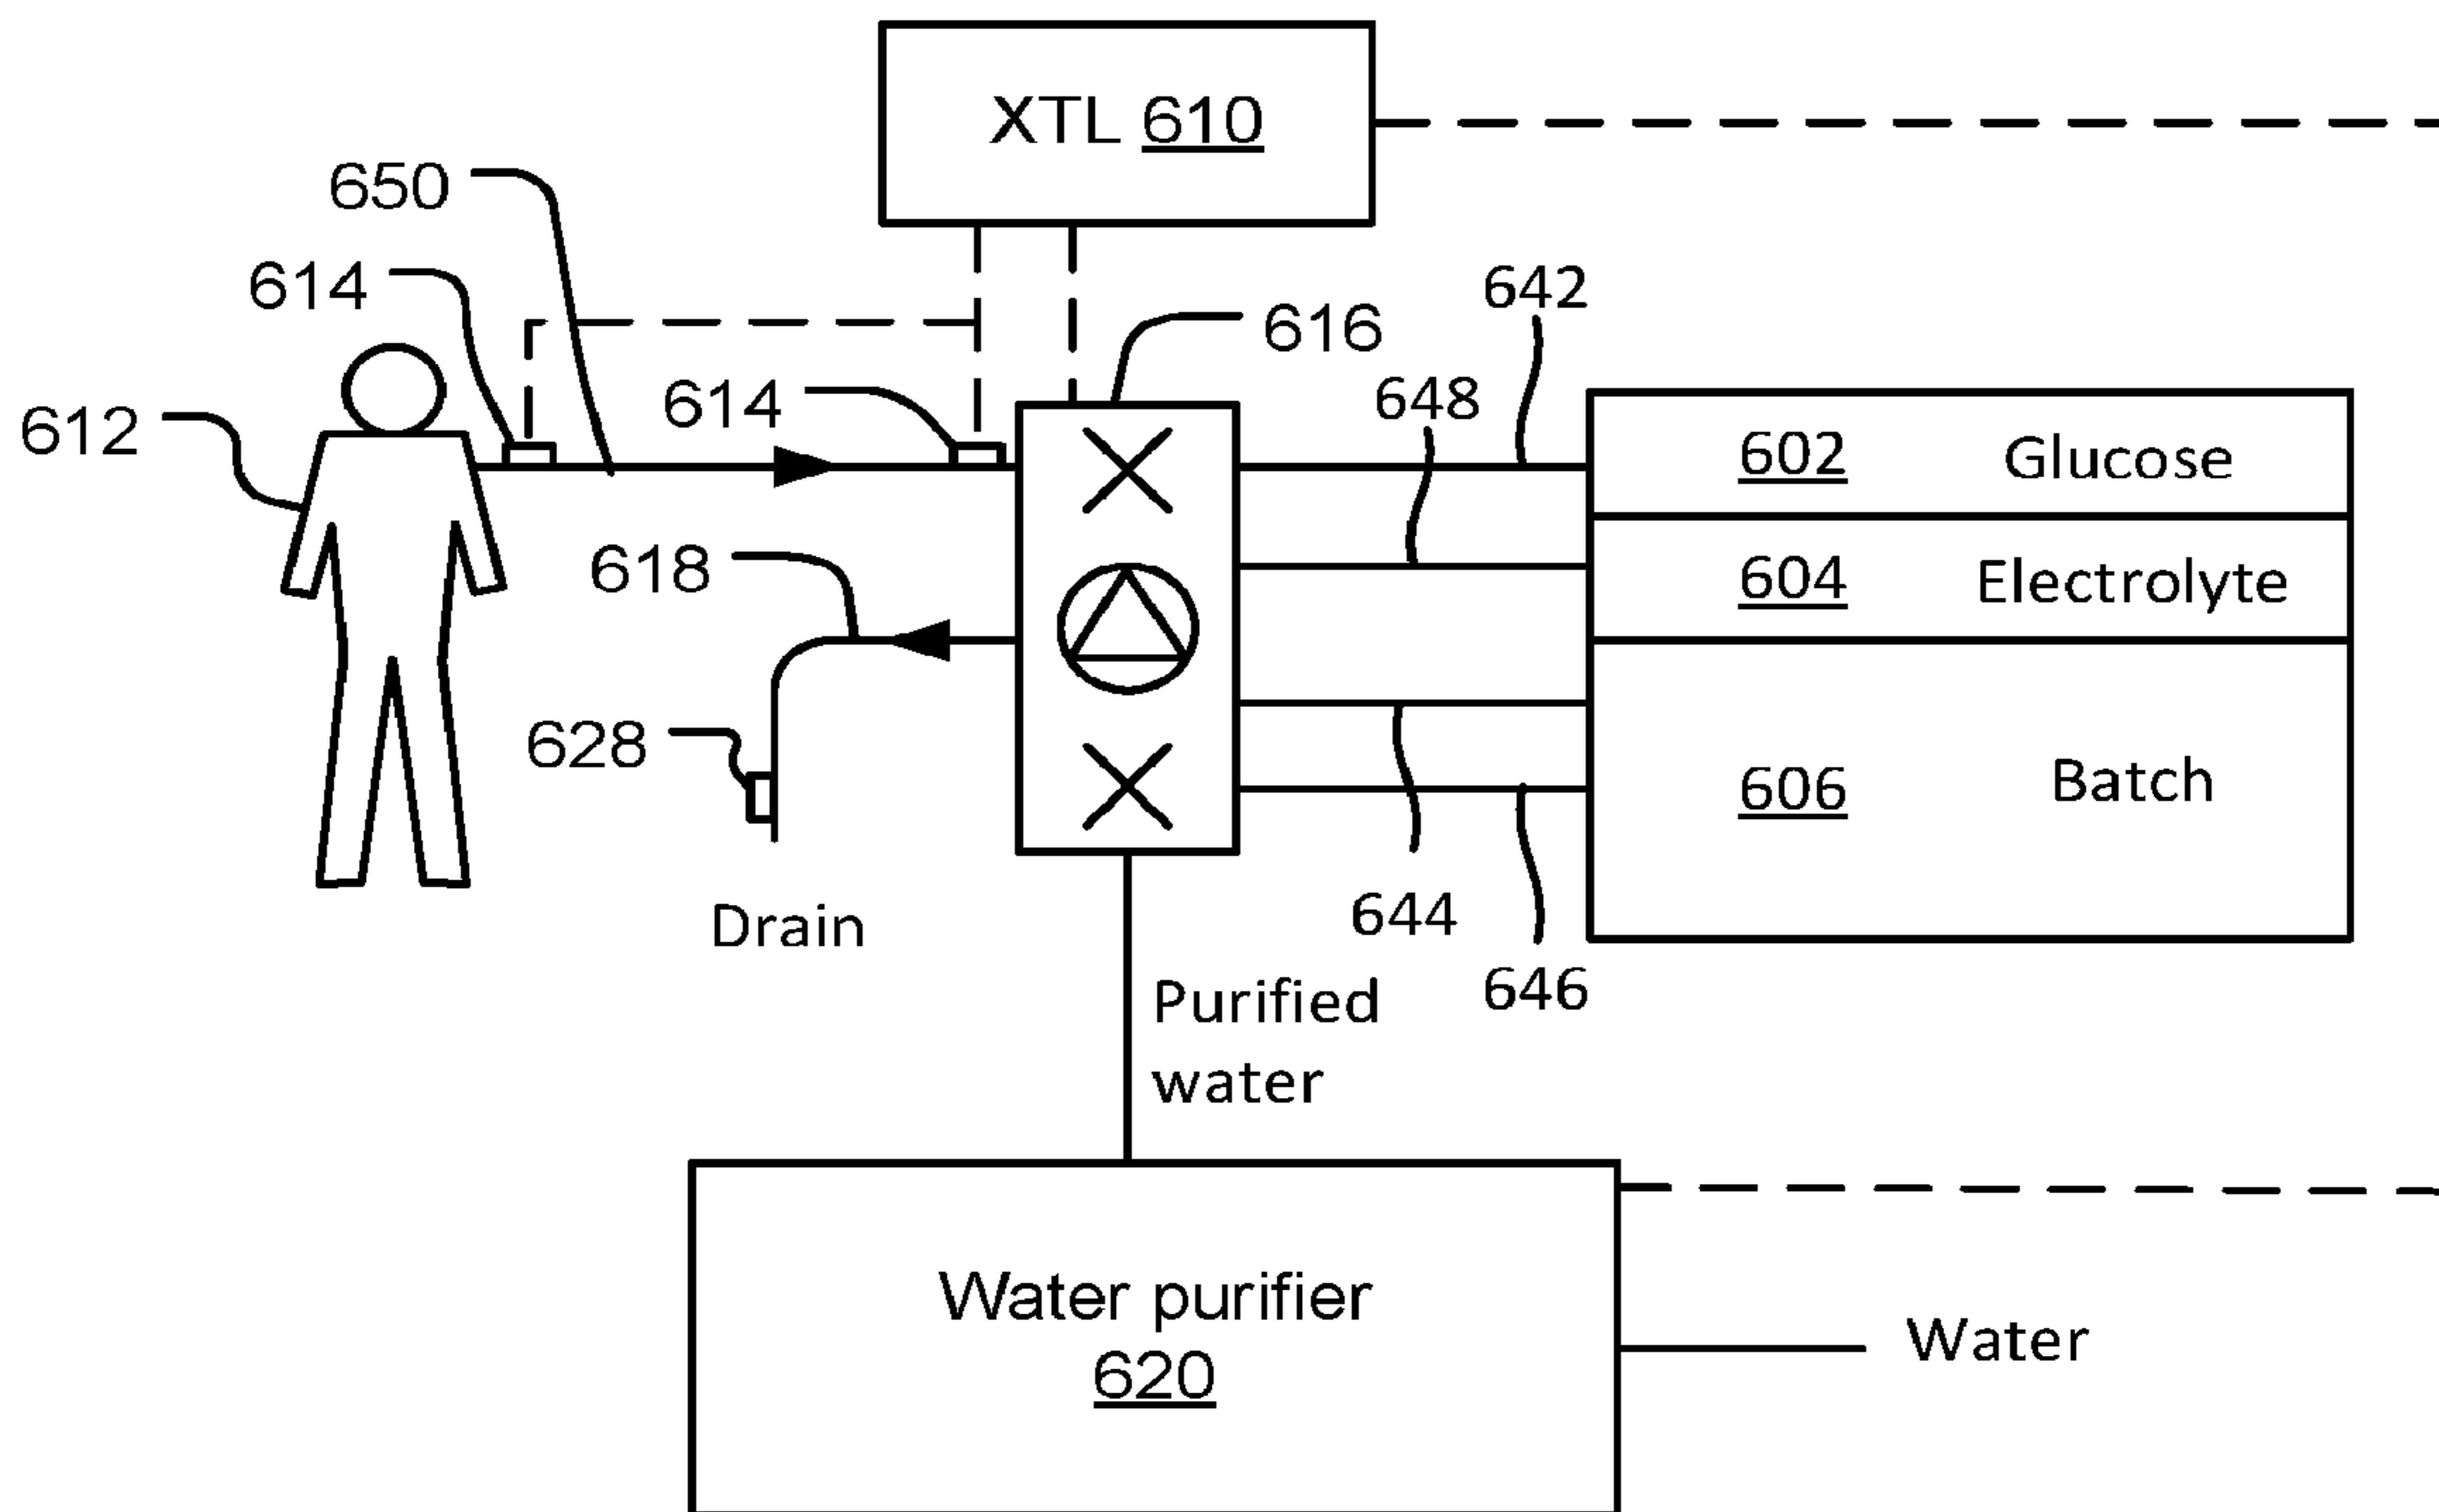 XTL 610
650
614
642
616
614
648
612
602 Glucose
618
604 Electrolyte
628
606 Batch
644
Drain
646
Purified
water
Water purifier
620
Water